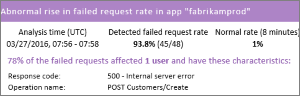 Abnormal rise in failed request rate in app "fabrikamprod"
Analysis time (UTC) Detected failed request rate Normal rate (8 minutes)
03/27/2016, 07:56 - 07:58 93.8% (45/48) 1%
78% of the failed requests affected 1 user and have these characteristics:
Response code: 500 - Internal server error
Operation name: POST Customers/Create